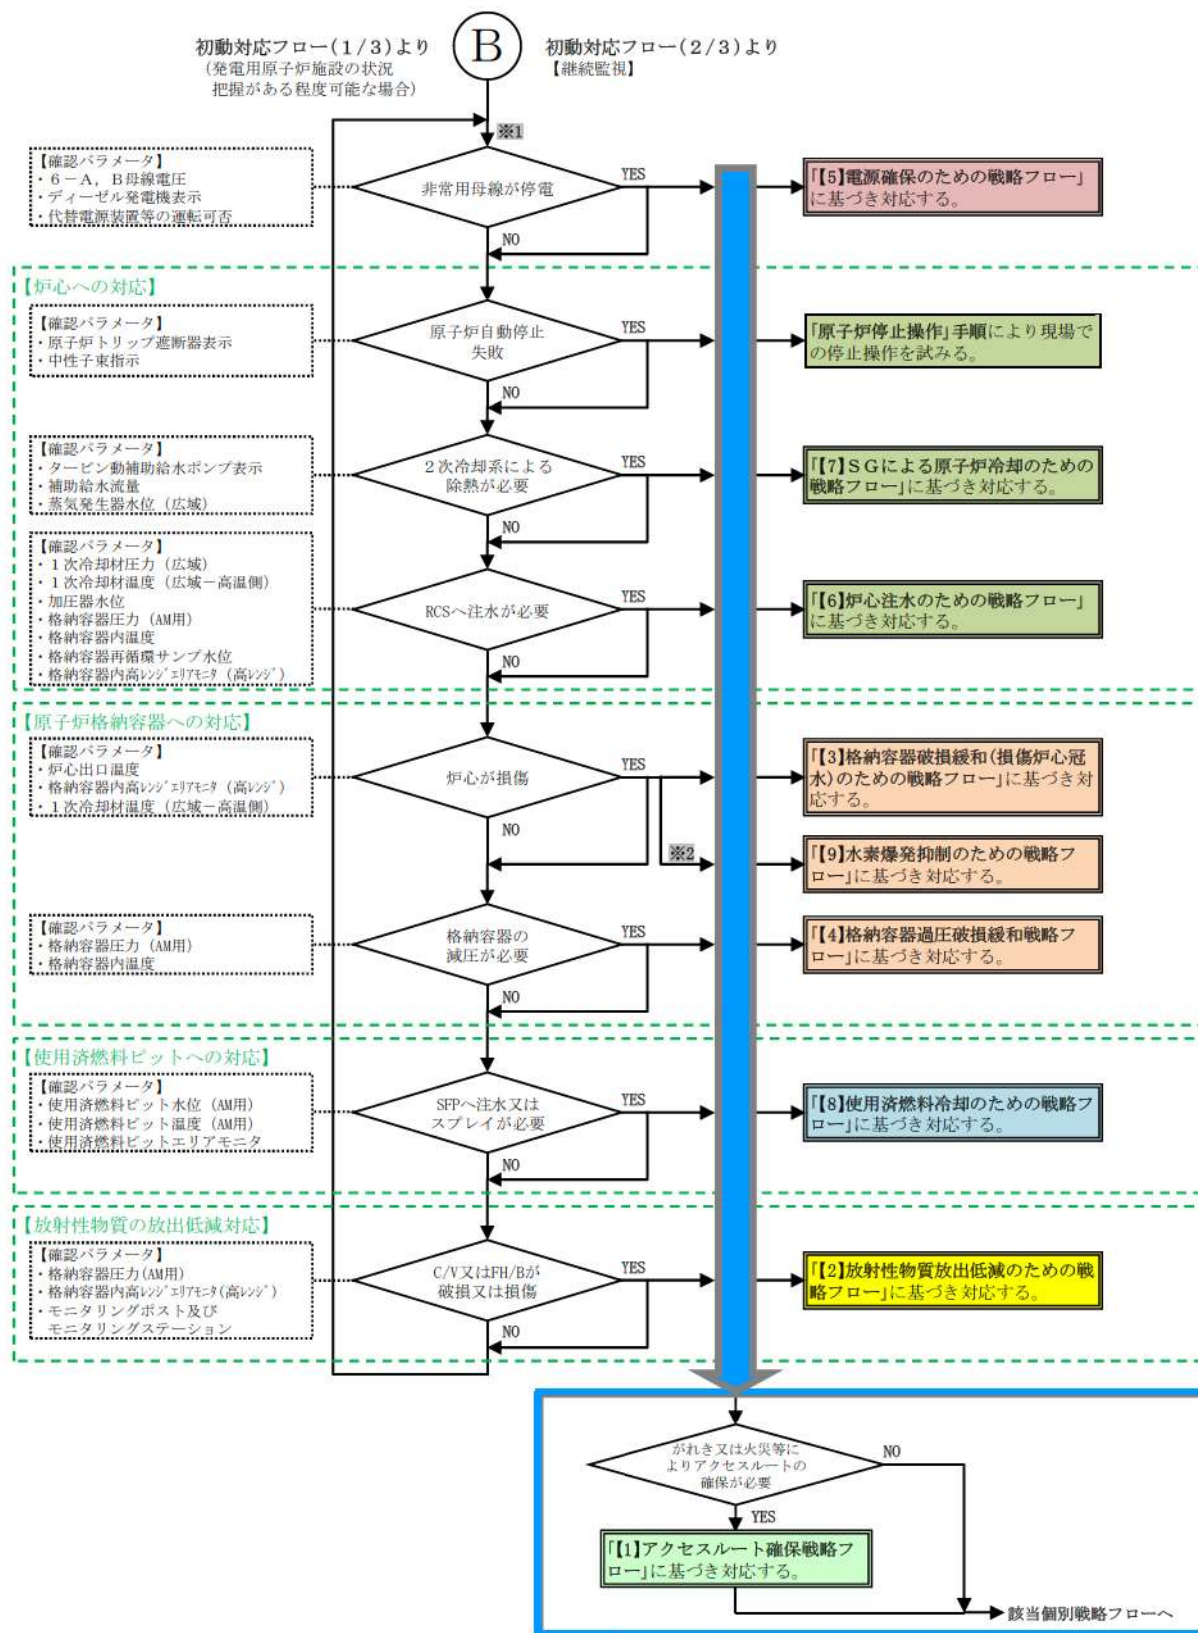 初動対応フロー(1/3)より
(発電用原子炉施設の状況
把握がある程度可能な場合)
B
初動対応フロー(2/3)より
【継続監視】
※1
【確認パラメータ】
・6-A,B母線電圧
・ディーゼル発電機表示
・代替電源装置等の運転可否
非常用母線が停電
YES
NO
「【5】電源確保のための戦略フロー」
に基づき対応する。
【炉心への対応】
【確認パラメータ】
・原子炉トリップ遮断器表示
・中性子束指示
原子炉自動停止
失敗
YES
NO
「原子炉停止操作」手順により現場で
の停止操作を試みる。
【確認パラメータ】
・タービン動補助給水ポンプ表示
・補助給水流量
・蒸気発生器水位(広域)
2次冷却系による
除熱が必要
YES
NO
「【7】SGによる原子炉冷却のための
戦略フロー」に基づき対応する。
【確認パラメータ】
・1次冷却材圧力(広域)
・1次冷却材温度(広域-高温側)
・加圧器水位
・格納容器圧力(AM用)
・格納容器内温度
・格納容器再循環サンプ水位
・格納容器内高ﾚﾝｼﾞｴﾘｱﾓﾆﾀ(高ﾚﾝｼﾞ)
RCSへ注水が必要
YES
NO
「【6】炉心注水のための戦略フロー」
に基づき対応する。
【原子炉格納容器への対応】
【確認パラメータ】
・炉心出口温度
・格納容器内高ﾚﾝｼﾞｴﾘｱﾓﾆﾀ(高ﾚﾝｼﾞ)
・1次冷却材温度(広域-高温側)
炉心が損傷
YES
NO
※2
「【3】格納容器破損緩和(損傷炉心冠
水)のための戦略フロー」に基づき対
応する。
「【9】水素爆発抑制のための戦略フ
ロー」に基づき対応する。
【確認パラメータ】
・格納容器圧力(AM用)
・格納容器内温度
格納容器の
減圧が必要
YES
NO
「【4】格納容器過圧破損緩和戦略フ
ロー」に基づき対応する。
【使用済燃料ピットへの対応】
【確認パラメータ】
・使用済燃料ピット水位(AM用)
・使用済燃料ピット温度(AM用)
・使用済燃料ピットエリアモニタ
SFPへ注水又は
スプレイが必要
YES
NO
「【8】使用済燃料冷却のための戦略フ
ロー」に基づき対応する。
【放射性物質の放出低減対応】
【確認パラメータ】
・格納容器圧力(AM用)
・格納容器内高ﾚﾝｼﾞｴﾘｱﾓﾆﾀ(高ﾚﾝｼﾞ)
・モニタリングポスト及び
モニタリングステーション
C/V又はFH/Bが
破損又は損傷
YES
NO
「【2】放射性物質放出低減のための戦
略フロー」に基づき対応する。
がれき又は火災等に
よりアクセスルートの
確保が必要
NO
YES
「【1】アクセスルート確保戦略フ
ロー」に基づき対応する。
該当個別戦略フローへ